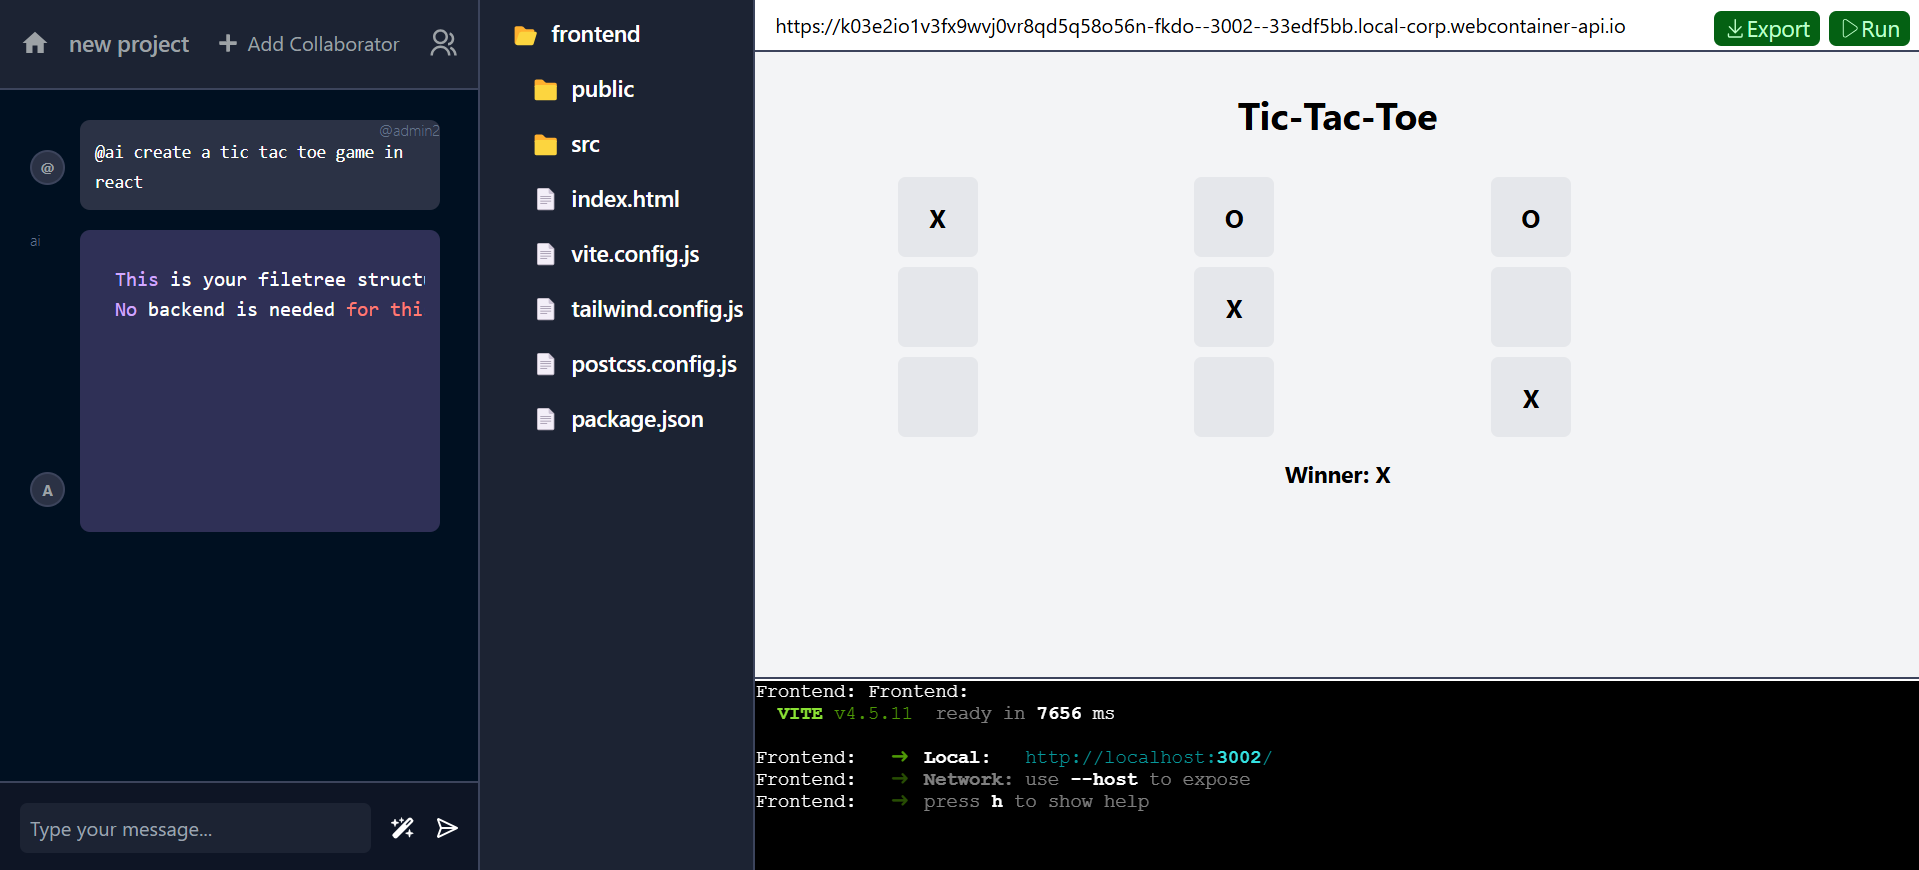 new project
Add Collaborator
@admin2
@
@ai create a tic tac toe game in
react
ai
This is your filetree struct
No backend is needed for thi
A
Type your message...
frontend
public
src
index.html
vite.config.js
tailwind.config.js
postcss.config.js
package.json
https://k03e2io1v3fx9wvj0vr8qd5q58o56n-fkdo--3002--33edf5bb.local-corp.webcontainer-api.io
Export
Run
Tic-Tac-Toe
X O O
X
X
Winner: X
Frontend: Frontend:
VITE v4.5.11 ready in 7656 ms
Frontend: ➜ Local: http://localhost:3002/
Frontend: ➜ Network: use --host to expose
Frontend: ➜ press h to show help